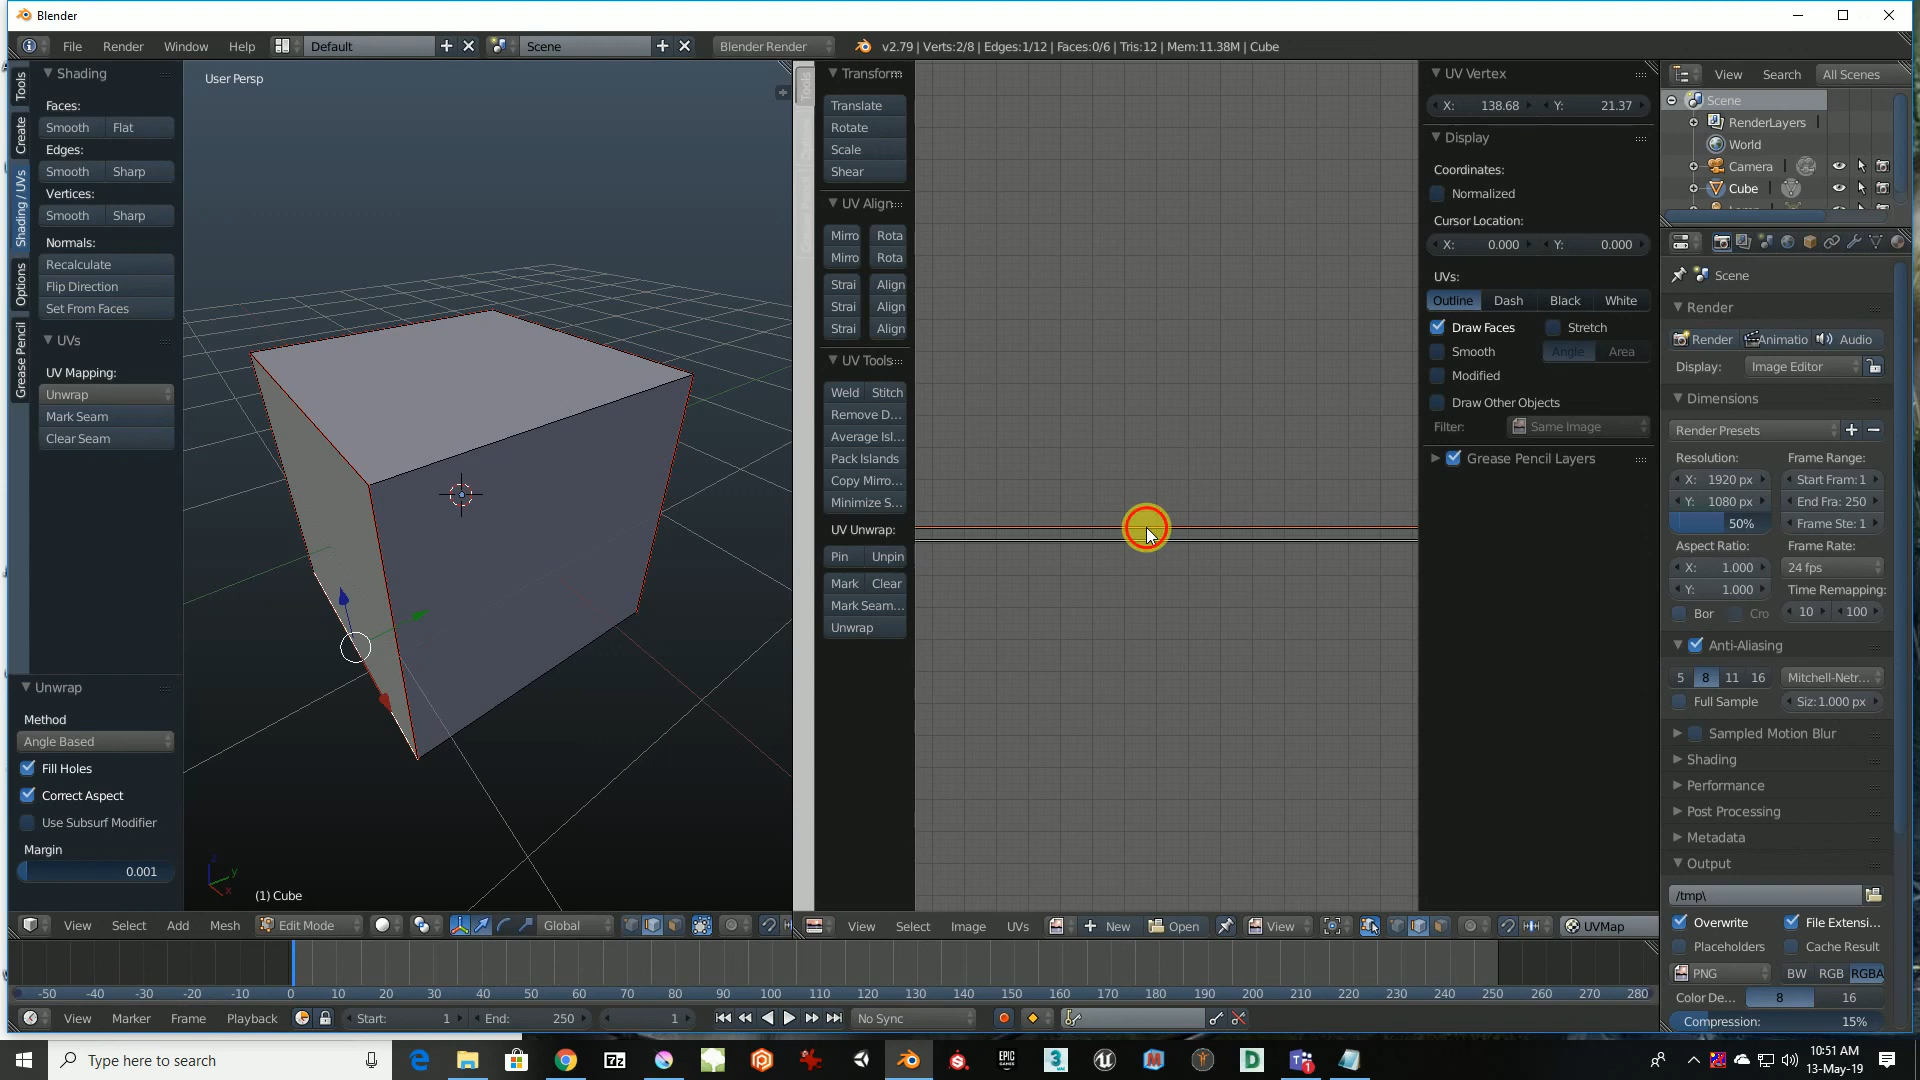 Blender
File Render Window Help Default Scene Blender Render v2.79 | Verts:2/8 | Edges:1/12 | Faces:0/6 | Tris:12 | Mem:11.38M | Cube
Tools
Create
Shading / UVs
Options
Grease Pencil
Shading
Faces:
Smooth Flat
Edges:
Smooth Sharp
Vertices:
Smooth Sharp
Normals:
Recalculate
Flip Direction
Set From Faces
UVs
UV Mapping:
Unwrap
Mark Seam
Clear Seam
Unwrap
Method
Angle Based
Fill Holes
Correct Aspect
Use Subsurf Modifier
Margin
0.001
User Persp
z
y
x
(1) Cube
View Select Add Mesh Edit Mode Global
Tools
Transform
Translate
Rotate
Scale
Shear
UV Align
Mirro Rota
Mirro Rota
Strai Align
Strai Align
Strai Align
UV Tools
Weld Stitch
Remove D...
Average Isl...
Pack Islands
Copy Mirro...
Minimize S...
UV Unwrap:
Pin Unpin
Mark Clear
Mark Seam...
Unwrap
UV Vertex
X: 138.68 Y: 21.37
Display
Coordinates:
Normalized
Cursor Location:
X: 0.000 Y: 0.000
UVs:
Outline Dash Black White
Draw Faces Stretch
Smooth Angle Area
Modified
Draw Other Objects
Filter: Same Image
Grease Pencil Layers
View Select Image UVs New Open View UVMap
View Search All Scenes
Scene
RenderLayers
World
Camera
Cube
Scene
Render
Render Animatio Audio
Display: Image Editor
Dimensions
Render Presets
Resolution: Frame Range:
X: 1920 px Start Fram: 1
Y: 1080 px End Fra: 250
50% Frame Ste: 1
Aspect Ratio: Frame Rate:
X: 1.000 24 fps
Y: 1.000 Time Remapping:
Bor Cro 10 100
Anti-Aliasing
5 8 11 16 Mitchell-Netr...
Full Sample Siz: 1.000 px
Sampled Motion Blur
Shading
Performance
Post Processing
Metadata
Output
/tmp\
Overwrite File Extensi...
Placeholders Cache Result
PNG BW RGB RGBA
Color De... 8 16
Compression: 15%
-50 -40 -30 -20 -10 0 10 20 30 40 50 60 70 80 90 100 110 120 130 140 150 160 170 180 190 200 210 220 230 240 250 260 270 280
View Marker Frame Playback Start: 1 End: 250 1 No Sync
Type here to search
7z
EPIC GAMES
3
D
1
10:51 AM
13-May-19